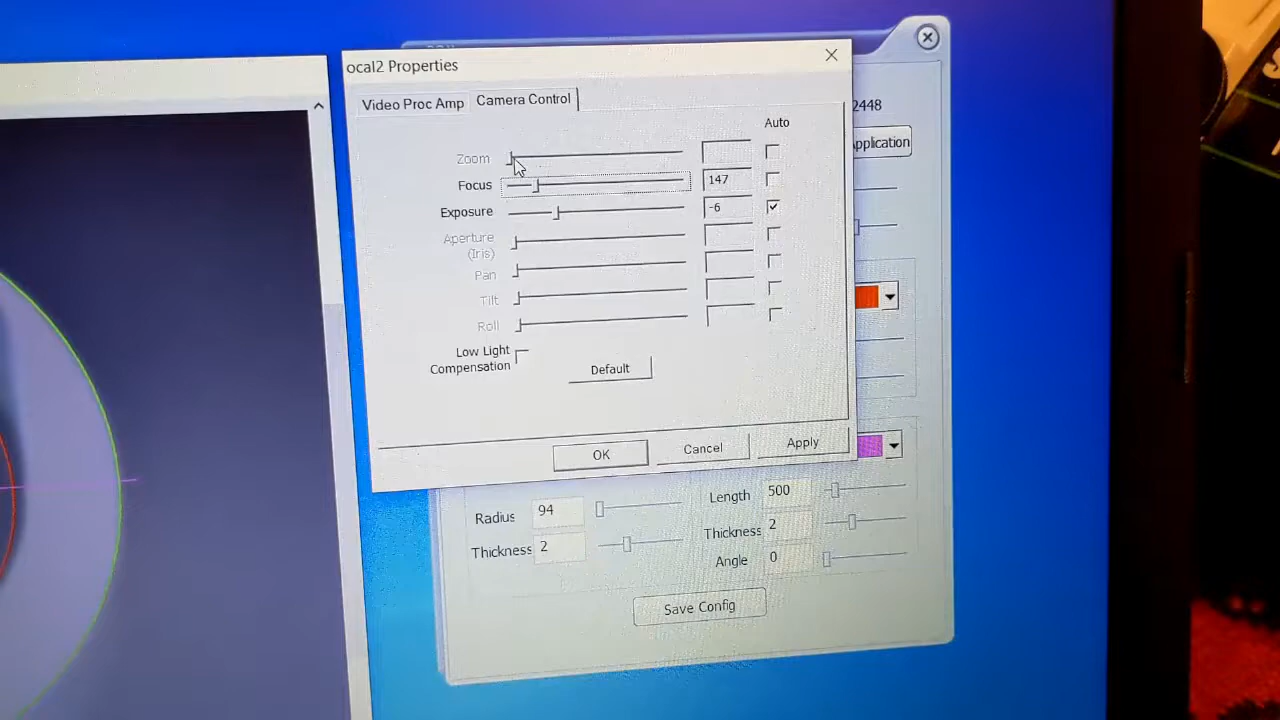 ocal2 Properties
Video Proc Amp
Camera Control
Auto
Zoom
Focus
147
Exposure
-6
Aperture
(Iris)
Pan
Tilt
Roll
Low Light
Compensation
Default
OK
Cancel
Apply
2448
pplication
Radius
94
Length
500
Thickness
2
Thickness
2
Angle
0
Save Config